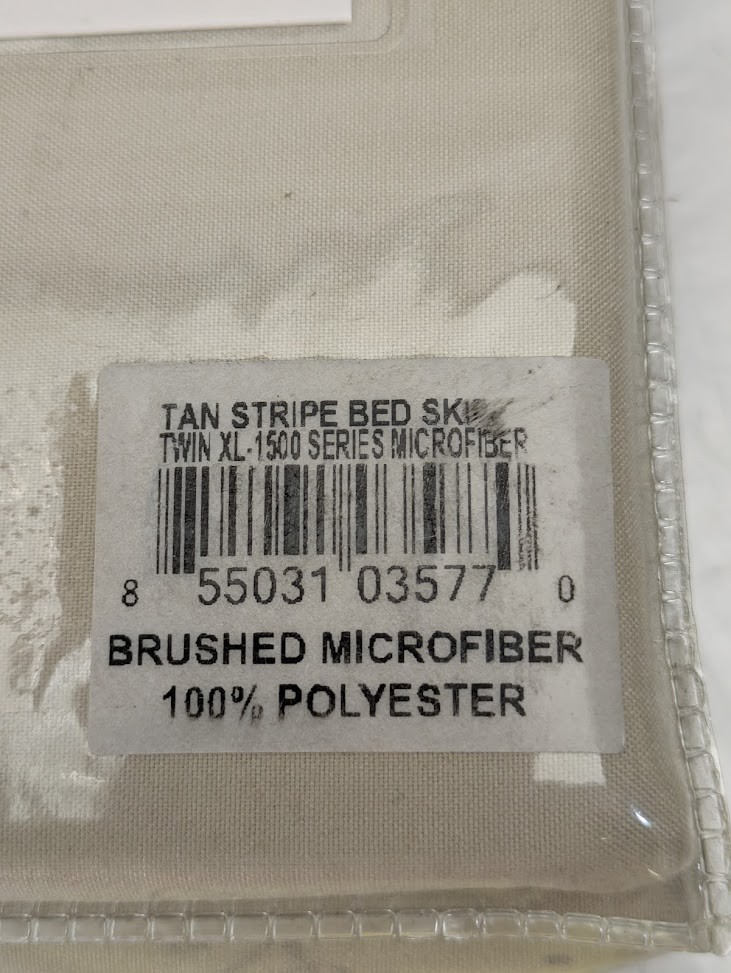 TAN STRIPE BED
TWIN XL-1500 SERIES MICROFIBER
8 55031 03577 0
BRUSHED MICROFIBER
100% POLYESTER